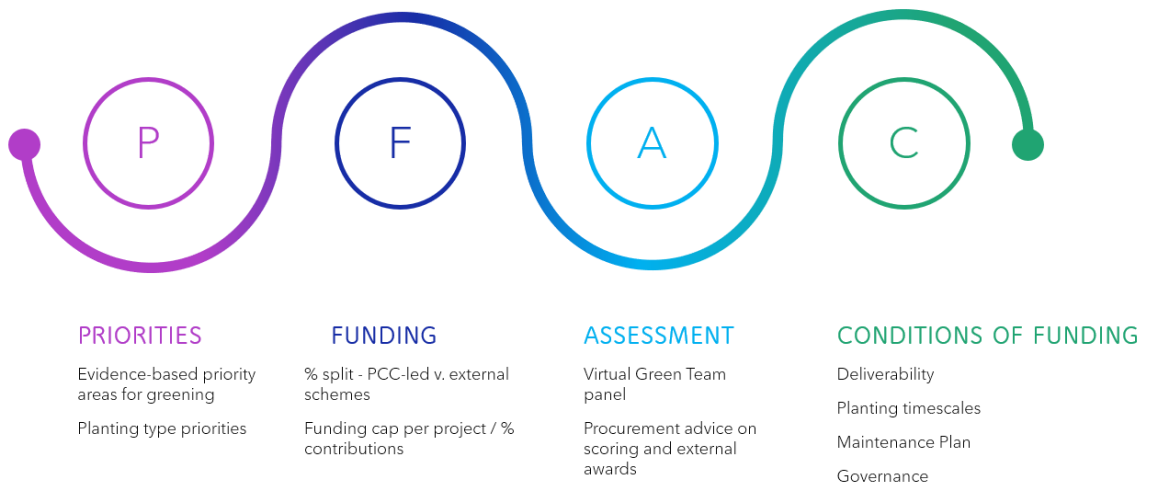 P
F
A
C
PRIORITIES
Evidence-based priority
areas for greening
Planting type priorities
FUNDING
% split - PCC-led v. external
schemes
Funding cap per project / %
contributions
ASSESSMENT
Virtual Green Team
panel
Procurement advice on
scoring and external
awards
CONDITIONS OF FUNDING
Deliverability
Planting timescales
Maintenance Plan
Governance